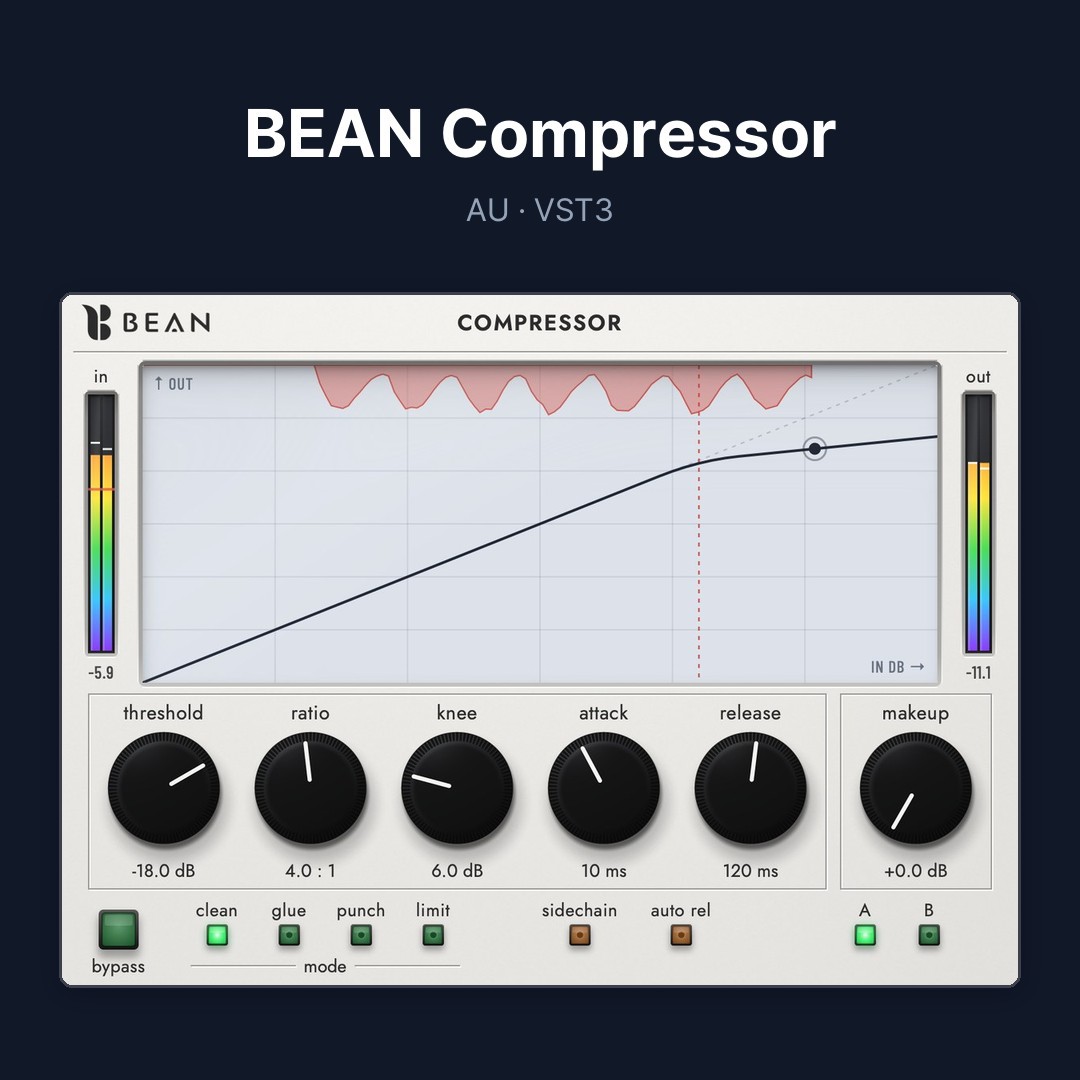 BEAN Compressor
AU · VST3
BEAN COMPRESSOR
in ↑ OUT out
IN DB →
-5.9 -11.1
threshold ratio knee attack release makeup
-18.0 dB 4.0 : 1 6.0 dB 10 ms 120 ms +0.0 dB
clean glue punch limit sidechain auto rel A B
bypass mode